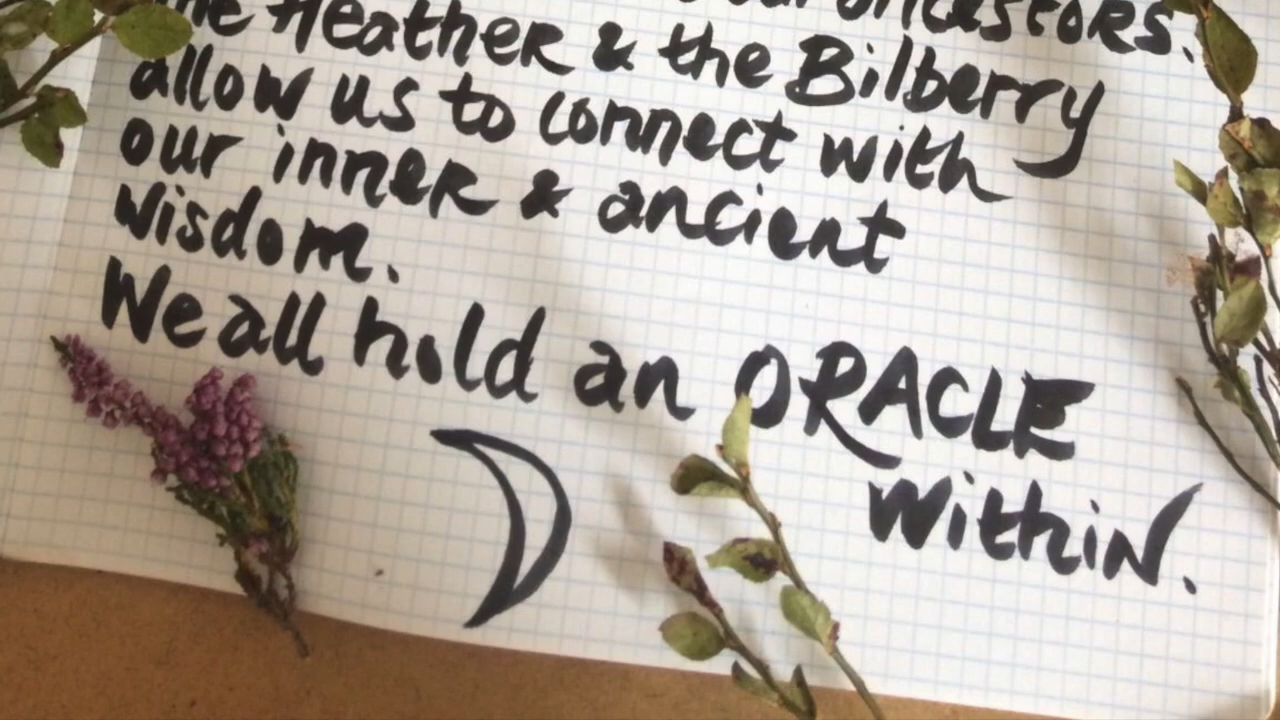 ancestors.
The Heather & the Bilberry
allow us to connect with
our inner & ancient
Wisdom.
We all hold an ORACLE
Within.